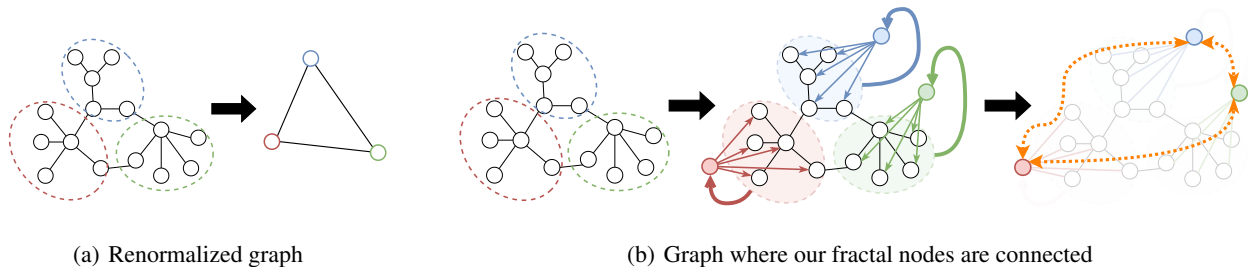 (a) Renormalized graph
(b) Graph where our fractal nodes are connected